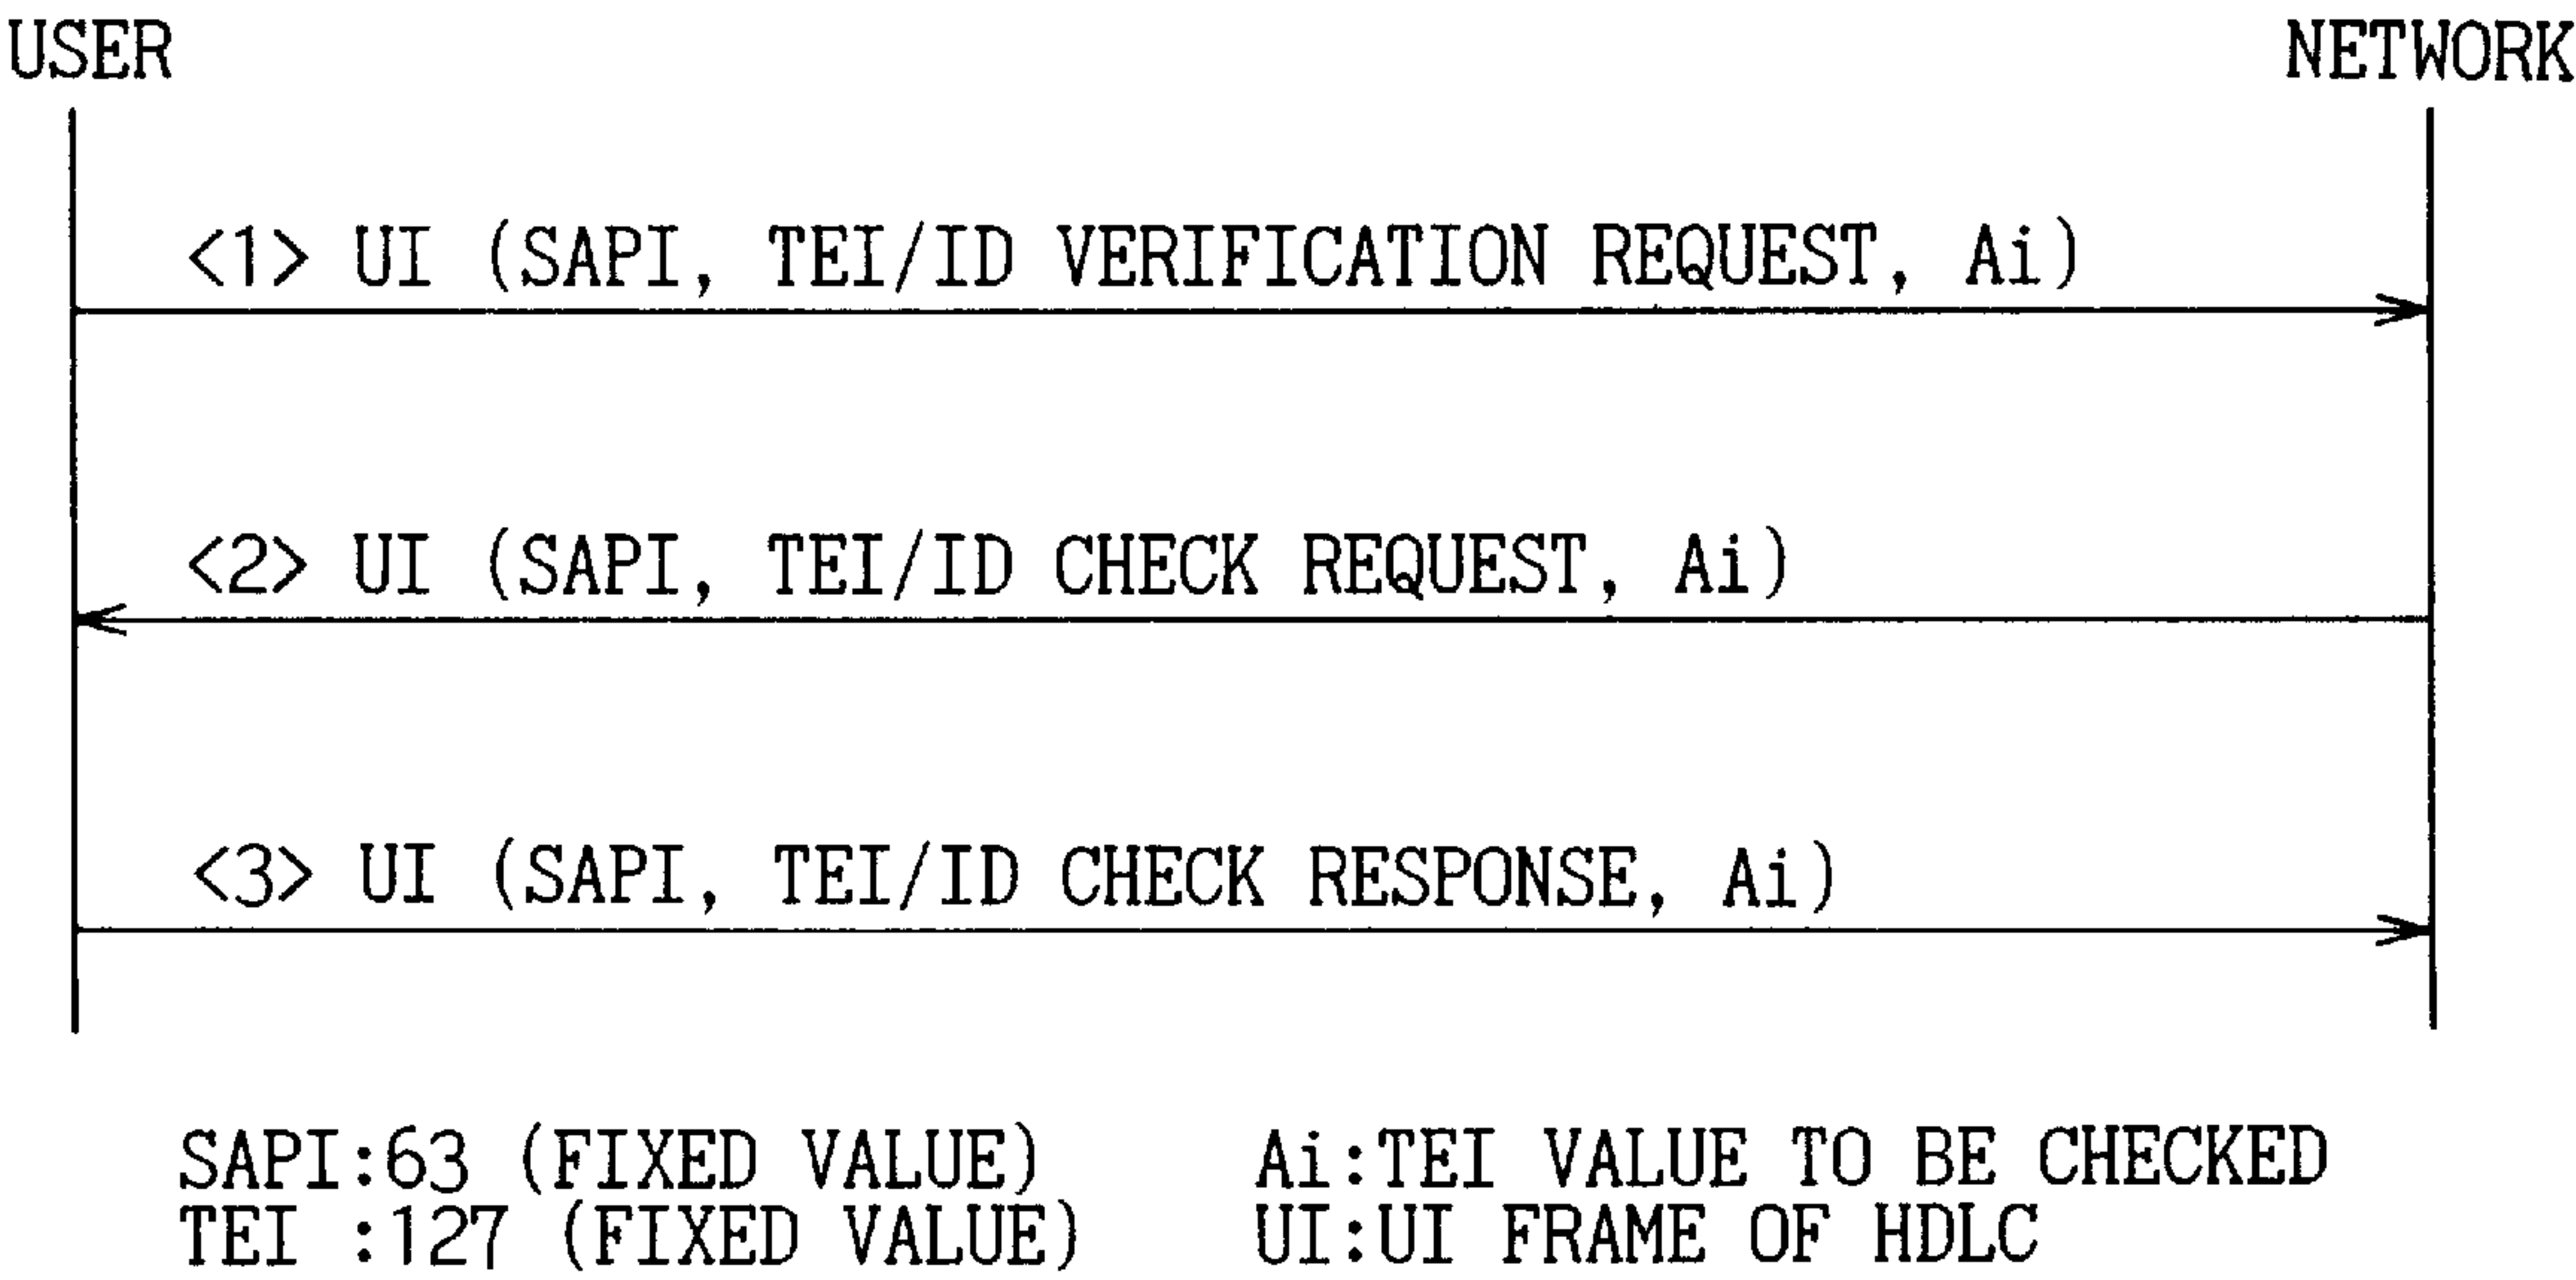 USER NETWORK
<1> UI (SAPI, TEI/ID VERIFICATION REQUEST, Ai)
<2> UI (SAPI, TEI/ID CHECK REQUEST, Ai)
<3> UI (SAPI, TEI/ID CHECK RESPONSE, Ai)
SAPI:63 (FIXED VALUE) Ai:TEI VALUE TO BE CHECKED
TEI :127 (FIXED VALUE) UI:UI FRAME OF HDLC